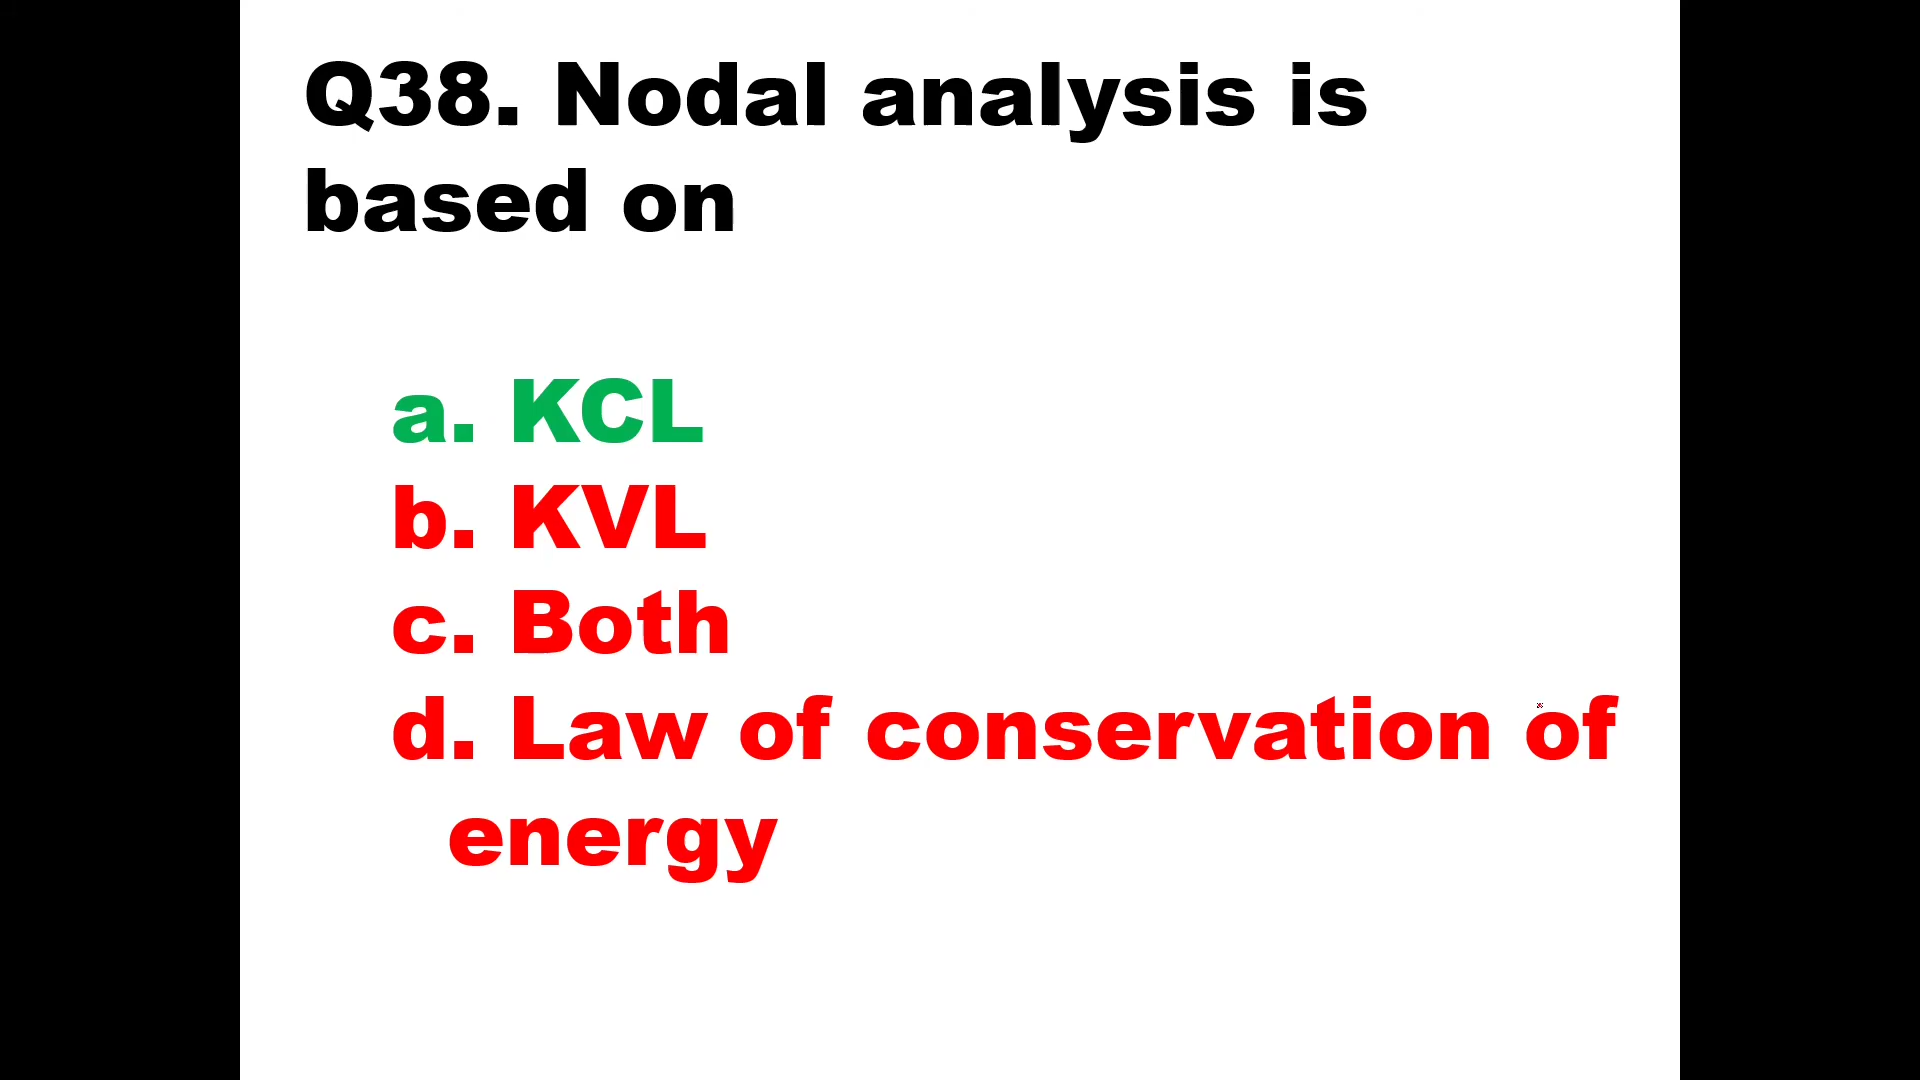 Q38. Nodal analysis is
based on
a. KCL
b. KVL
c. Both
d. Law of conservation of
energy